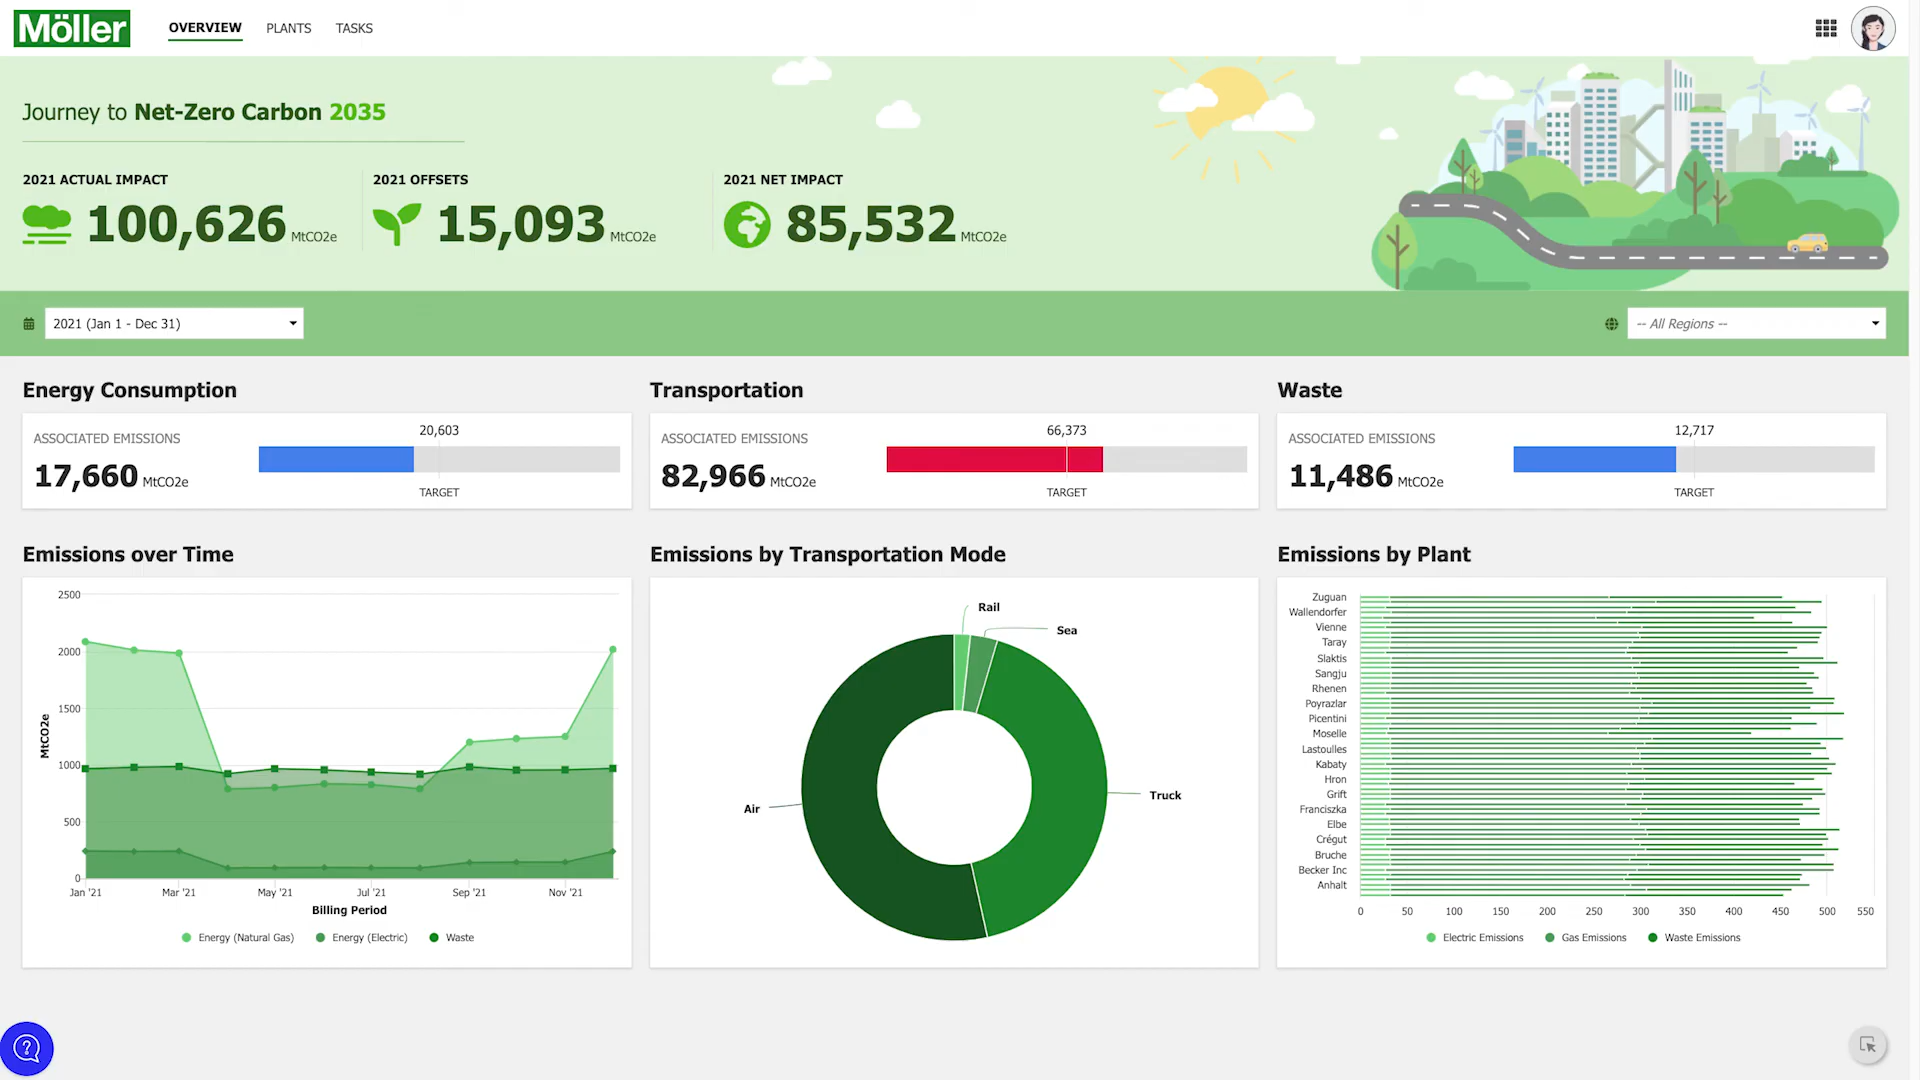 Möller
OVERVIEW PLANTS TASKS
Journey to Net-Zero Carbon 2035
2021 ACTUAL IMPACT
100,626 MtCO2e
2021 OFFSETS
15,093 MtCO2e
2021 NET IMPACT
85,532 MtCO2e
2021 (Jan 1 - Dec 31)
-- All Regions --
Energy Consumption
ASSOCIATED EMISSIONS
17,660 MtCO2e
20,603
TARGET
Transportation
ASSOCIATED EMISSIONS
82,966 MtCO2e
66,373
TARGET
Waste
ASSOCIATED EMISSIONS
11,486 MtCO2e
12,717
TARGET
Emissions over Time
2500
2000
1500
1000
500
0
MtCO2e
Jan '21 Mar '21 May '21 Jul '21 Sep '21 Nov '21
Billing Period
Energy (Natural Gas) Energy (Electric) Waste
Emissions by Transportation Mode
Rail
Sea
Truck
Air
Emissions by Plant
Zuguan
Wallendorfer
Vienne
Taray
Slaktis
Sangju
Rhenen
Poyrazlar
Picentini
Moselle
Lastoulles
Kabaty
Hron
Grift
Franciszka
Elbe
Crégut
Bruche
Becker Inc
Anhalt
0 50 100 150 200 250 300 350 400 450 500 550
Electric Emissions Gas Emissions Waste Emissions
?